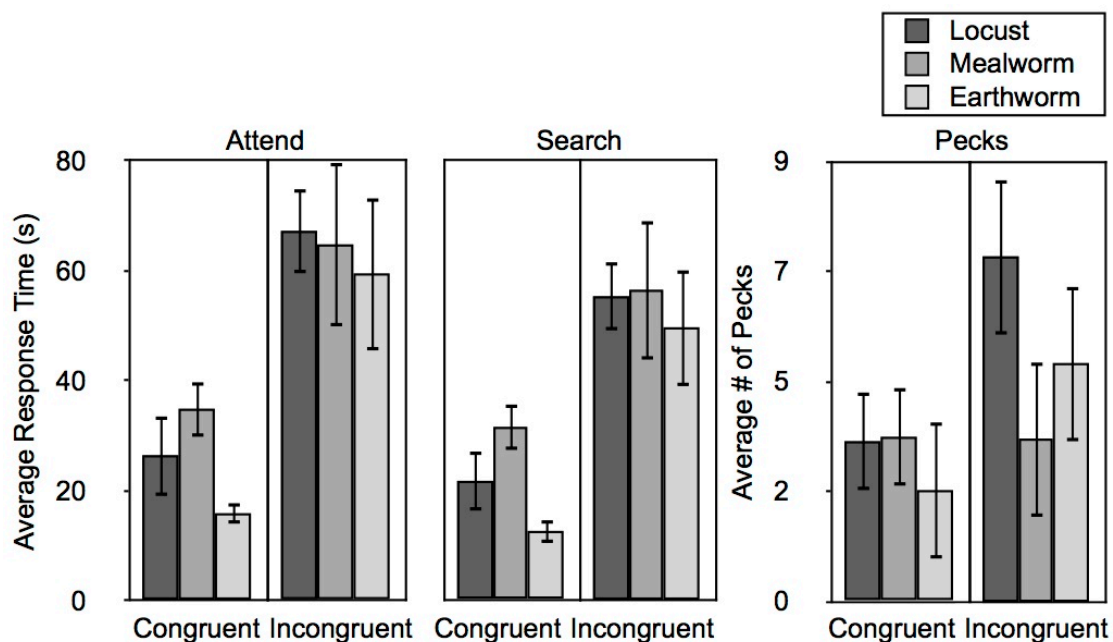 Locust
Mealworm
Earthworm
Attend
Search
Pecks
Average Response Time (s)
80
60
40
20
0
Average # of Pecks
9
7
5
2
0
Congruent Incongruent
Congruent Incongruent
Congruent Incongruent